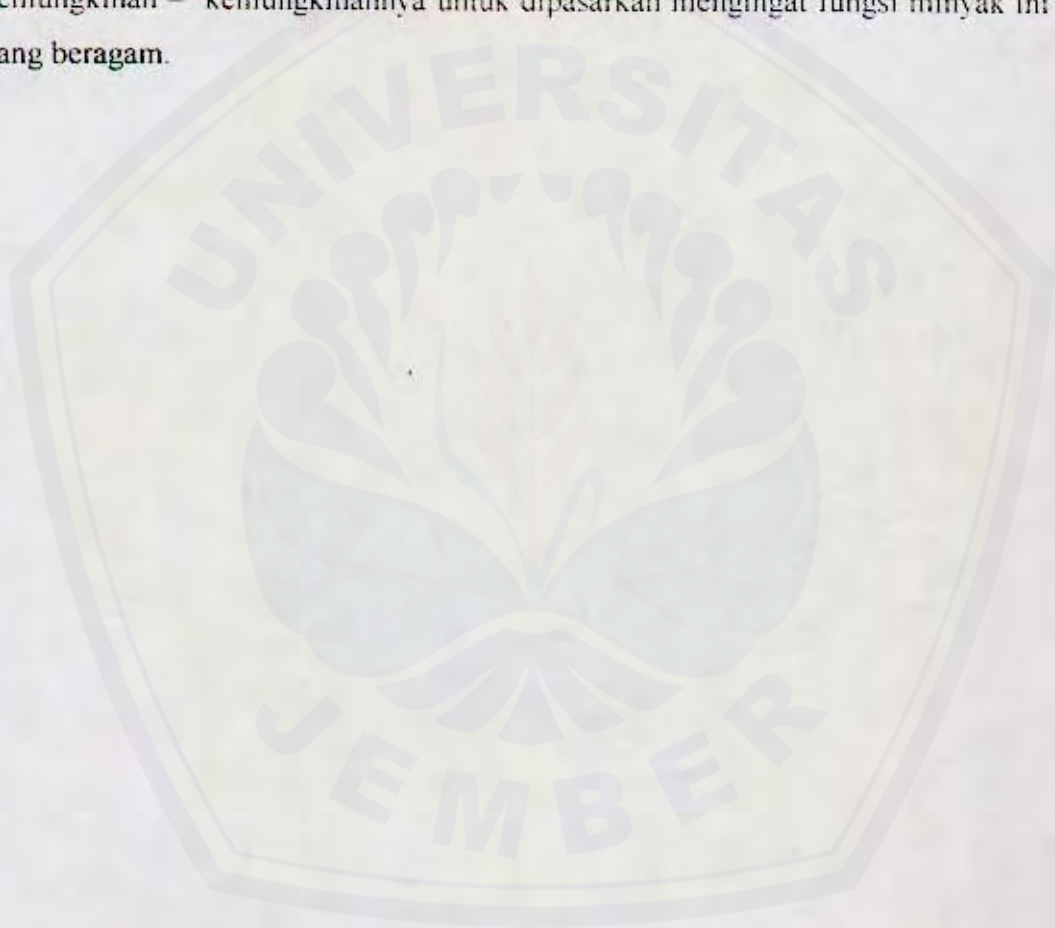 emungkinan – kemungkinannya untuk dipasarkan mengingat fungsi minyak ini
ang beragam.
UNIVERSITAS
JEMBER